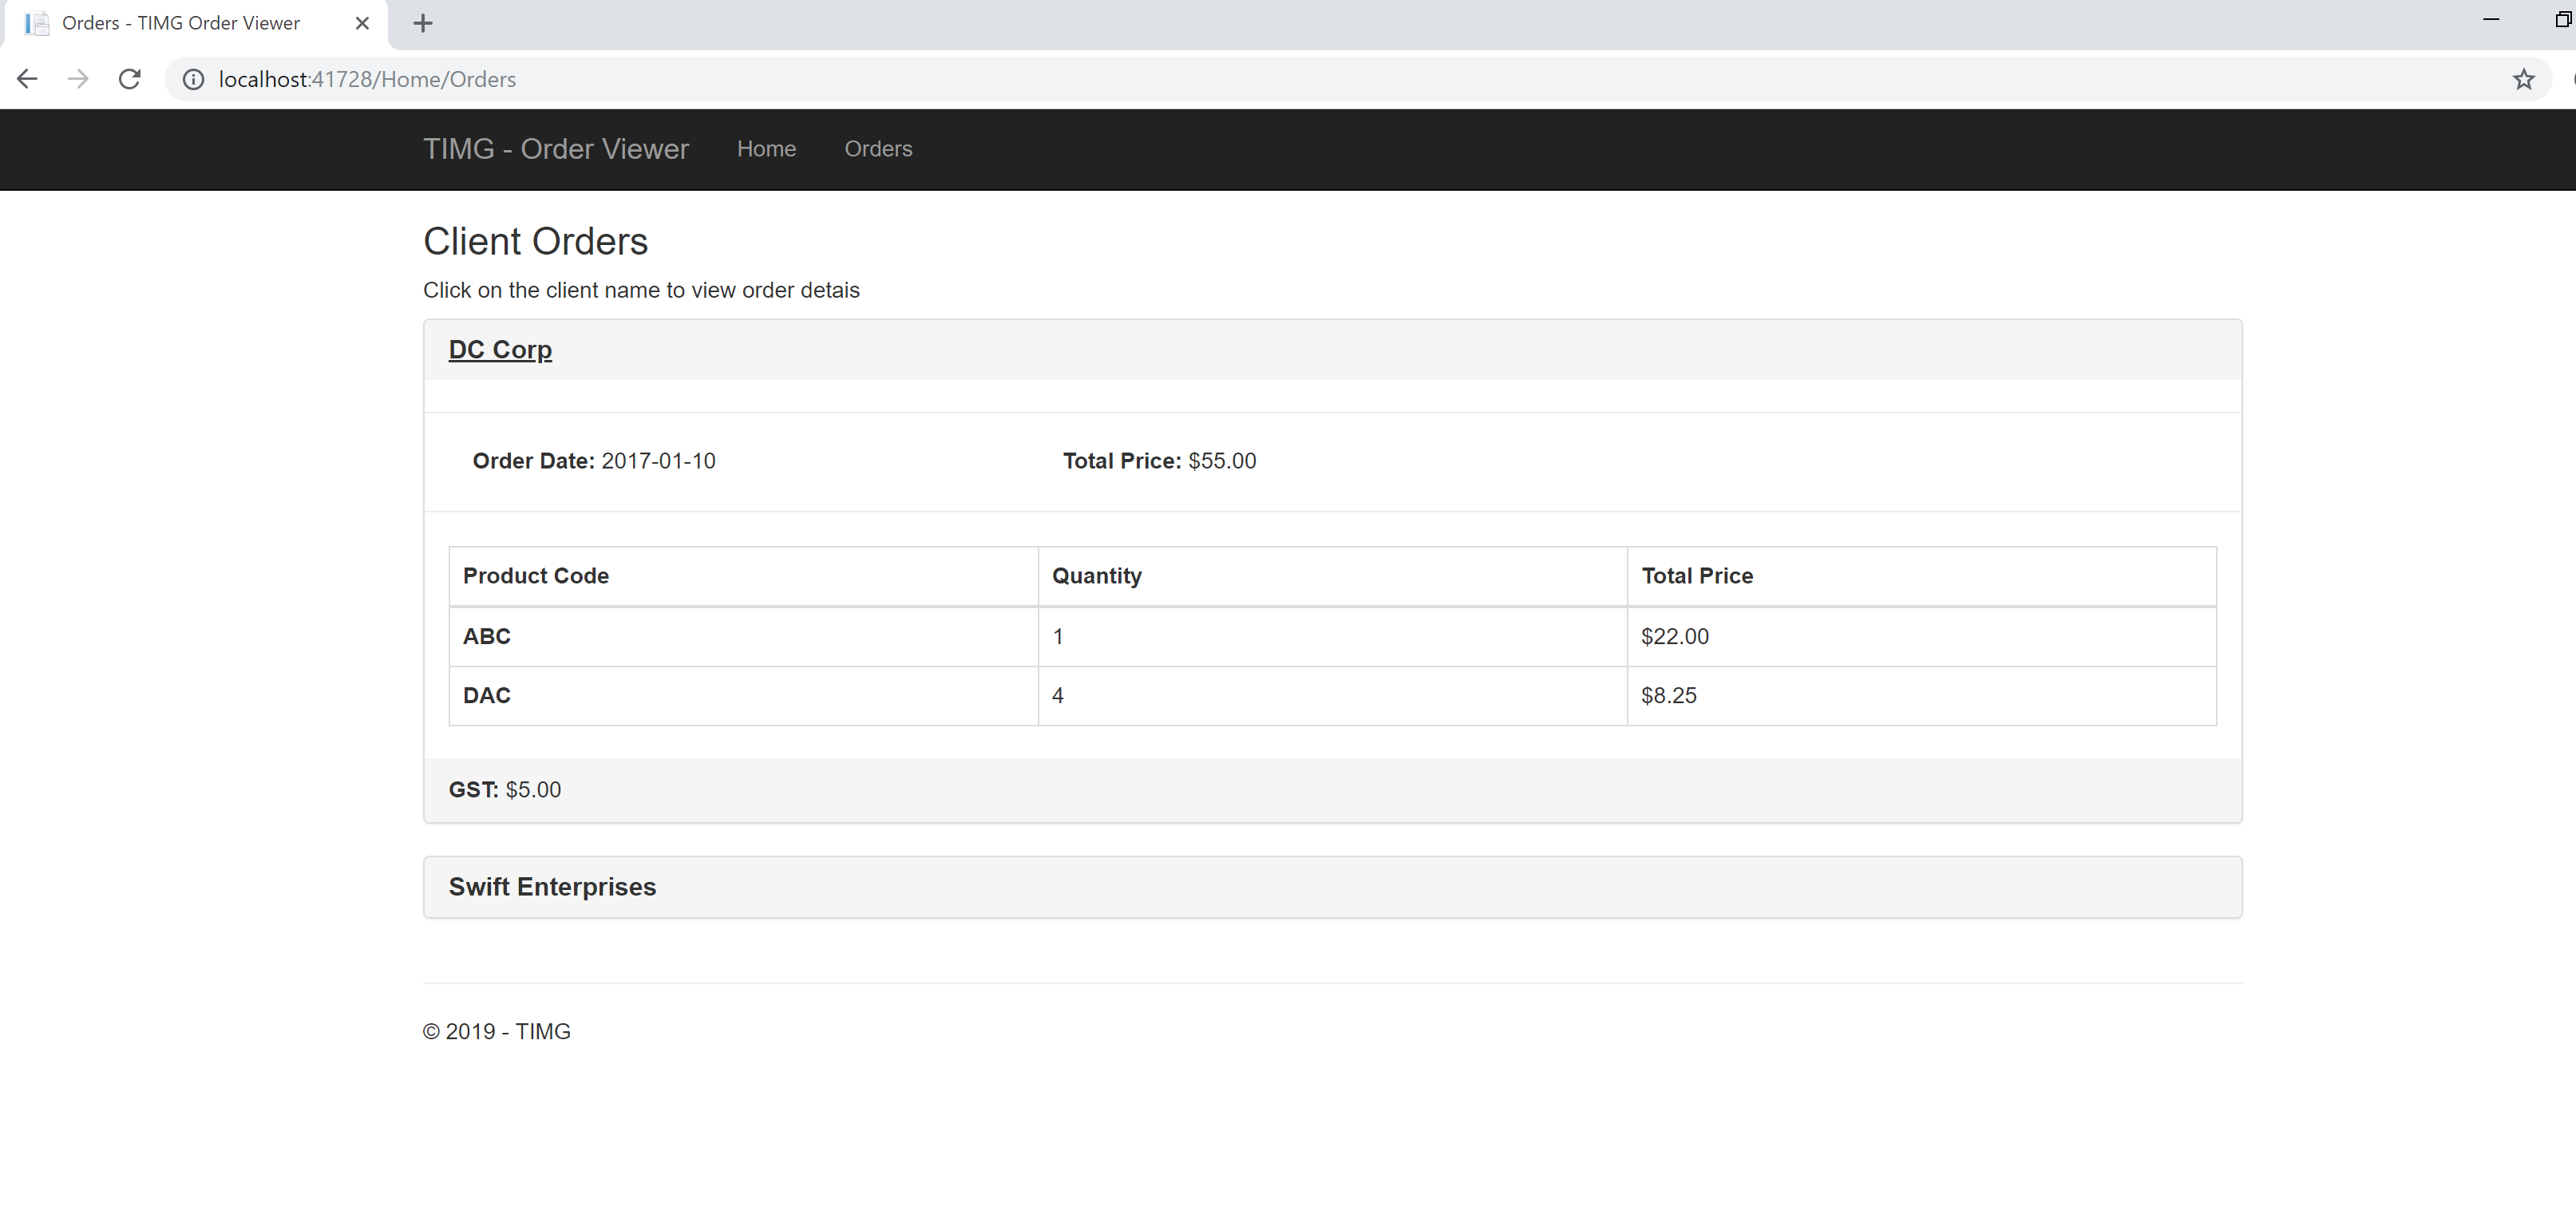 Orders - TIMG Order Viewer
localhost:41728/Home/Orders
TIMG - Order Viewer Home Orders
Client Orders
Click on the client name to view order detais
DC Corp
Order Date: 2017-01-10 Total Price: $55.00
Product Code Quantity Total Price
ABC 1 $22.00
DAC 4 $8.25
GST: $5.00
Swift Enterprises
© 2019 - TIMG